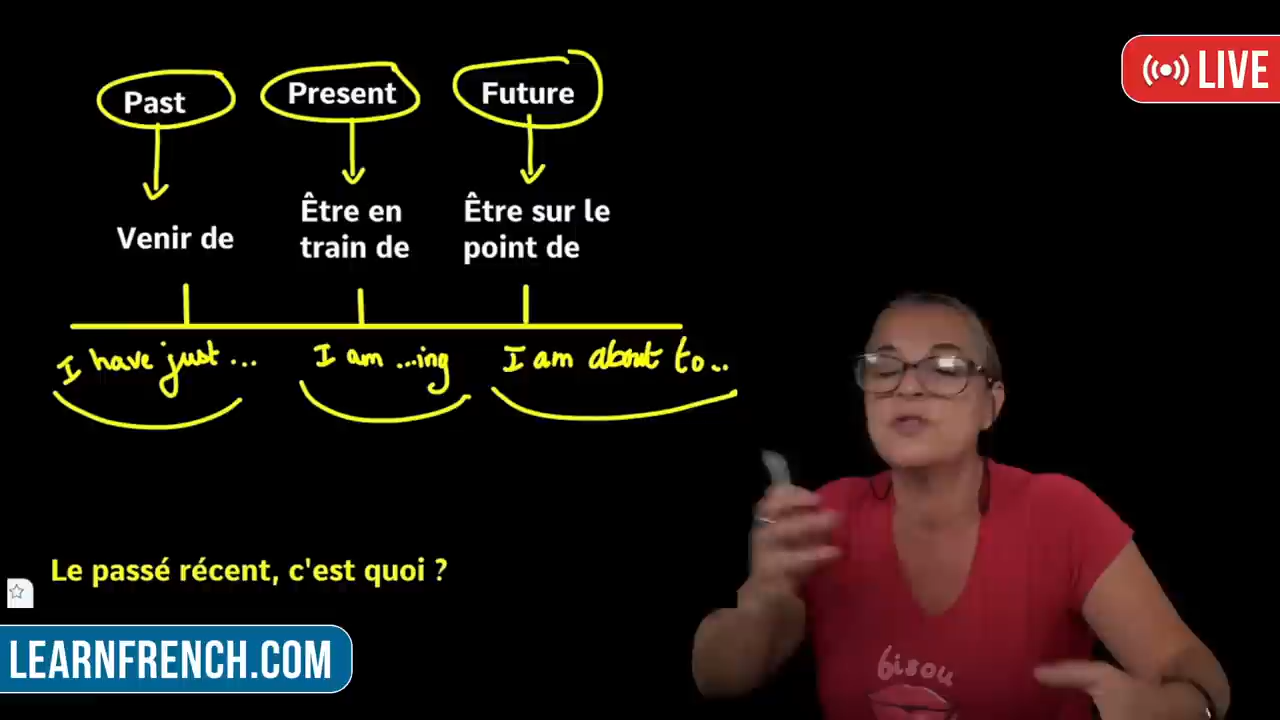 LIVE
Past Present Future
Venir de
Être en train de
Être sur le point de
I have just ...
I am ...ing
I am about to...
Le passé récent, c'est quoi ?
LEARNFRENCH.COM
bisou